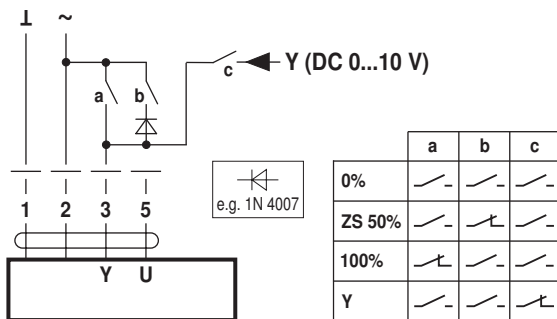 ⊥ ~
a b c Y (DC 0...10 V)
e.g. 1N 4007
1 2 3 5
Y U
a b c
0%
ZS 50%
100%
Y